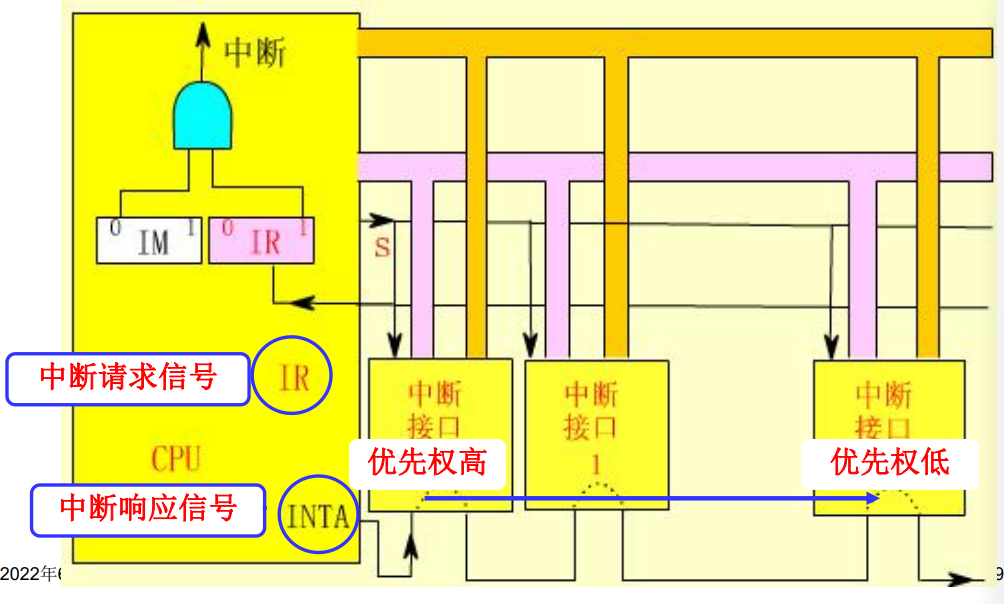 中断
0 IM 1
0 IR 1
S
中断请求信号
IR
CPU
中断响应信号
INTA
中断
接口
优先权高
中断
接口
1
中断
接口
优先权低
2022年6
9